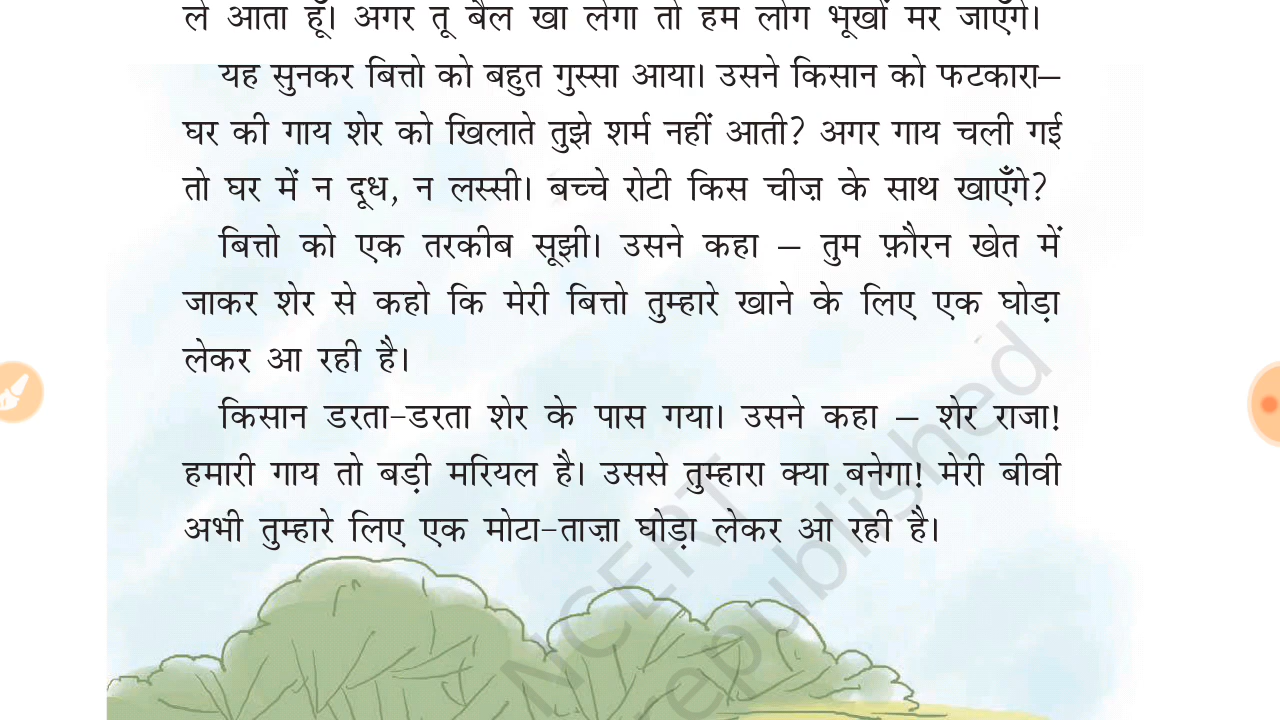 ले आता हूँ। अगर तू बैल खा लेगा तो हम लोग भूखों मर जाएँगे।
यह सुनकर बित्तो को बहुत गुस्सा आया। उसने किसान को फटकारा–
घर की गाय शेर को खिलाते तुझे शर्म नहीं आती? अगर गाय चली गई
तो घर में न दूध, न लस्सी। बच्चे रोटी किस चीज़ के साथ खाएँगे?
बित्तो को एक तरकीब सूझी। उसने कहा – तुम फ़ौरन खेत में
जाकर शेर से कहो कि मेरी बित्तो तुम्हारे खाने के लिए एक घोड़ा
लेकर आ रही है।
किसान डरता-डरता शेर के पास गया। उसने कहा – शेर राजा!
हमारी गाय तो बड़ी मरियल है। उससे तुम्हारा क्या बनेगा! मेरी बीवी
अभी तुम्हारे लिए एक मोटा-ताज़ा घोड़ा लेकर आ रही है।
NCERT
republished